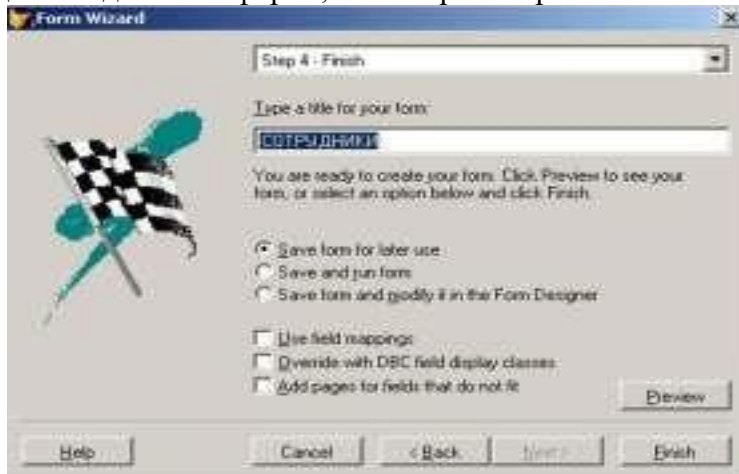 Form Wizard
Step 4 - Finish
Type a title for your form:
СОТРУДНИКИ
You are ready to create your form. Click Preview to see your
form, or select an option below and click Finish.
Save form for later use
Save and run form
Save form and modify it in the Form Designer
Use field mappings
Override with DBC field display classes
Add pages for fields that do not fit
Preview
Help
Cancel
< Back
Next >
Finish